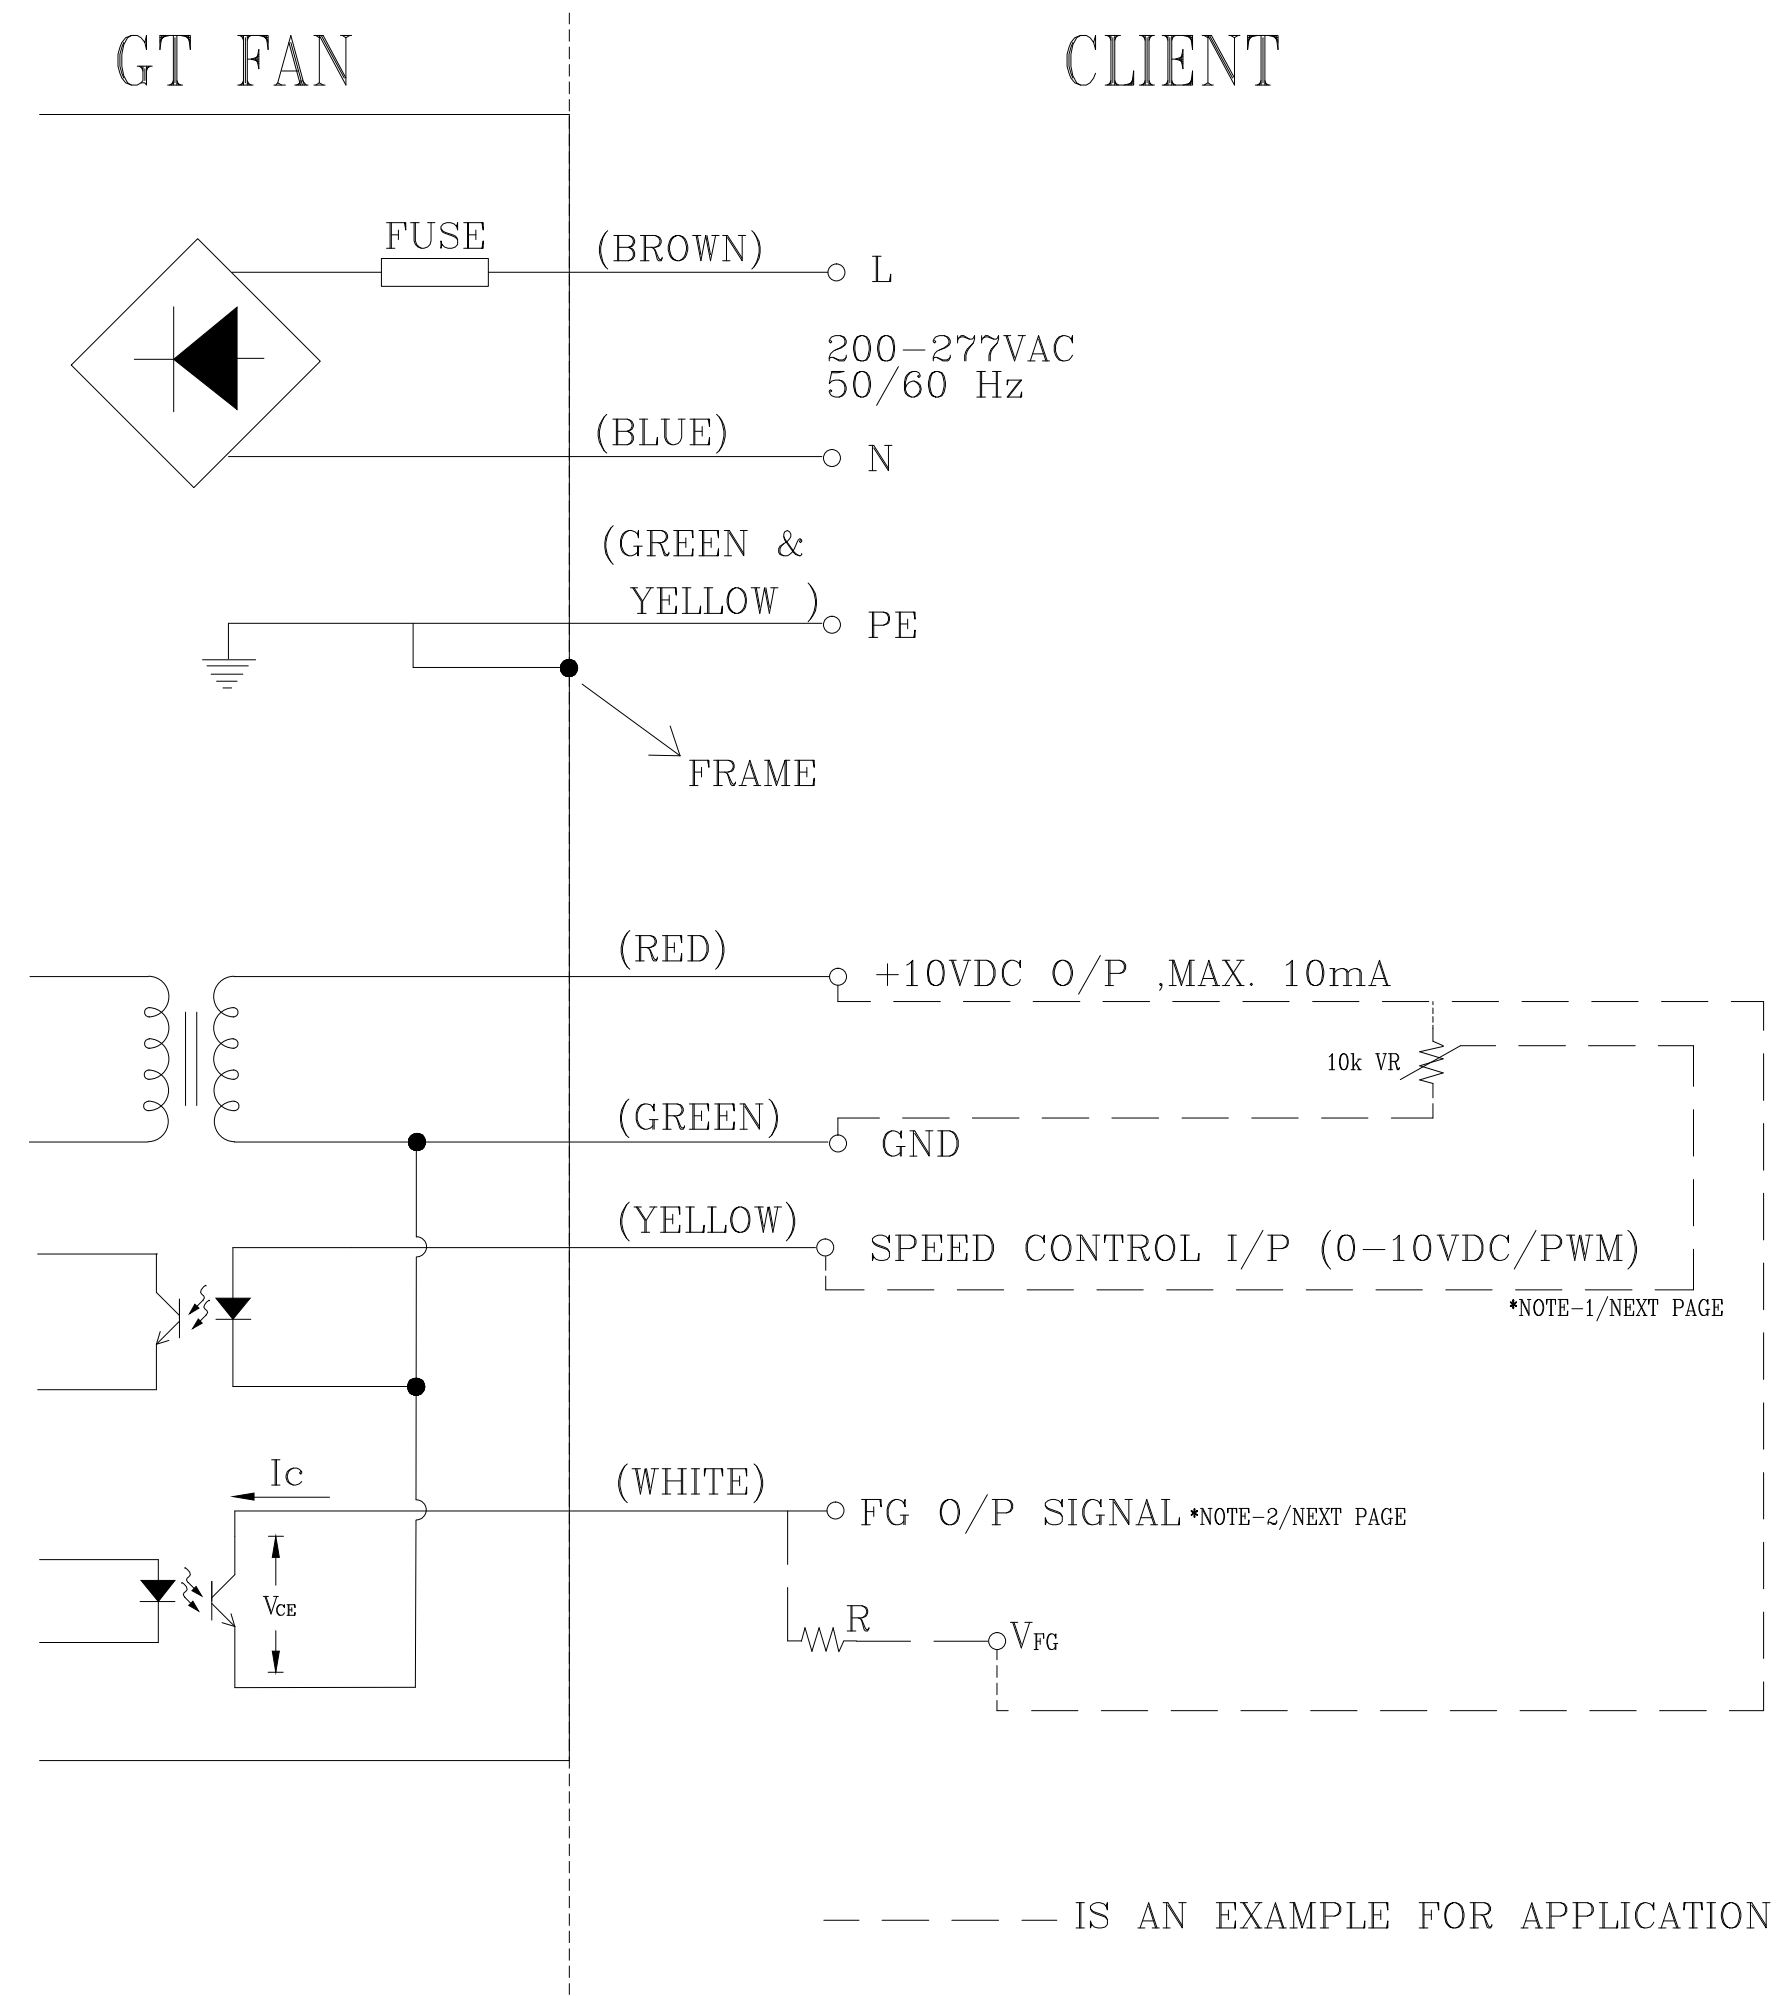 GT FAN
CLIENT
FUSE
(BROWN)
L
200-277VAC
50/60 Hz
(BLUE)
N
(GREEN &
YELLOW )
PE
FRAME
(RED)
+10VDC O/P ,MAX. 10mA
10k VR
(GREEN)
GND
(YELLOW)
SPEED CONTROL I/P (0-10VDC/PWM)
*NOTE-1/NEXT PAGE
Ic
(WHITE)
FG O/P SIGNAL *NOTE-2/NEXT PAGE
VCE
R
VFG
IS AN EXAMPLE FOR APPLICATION